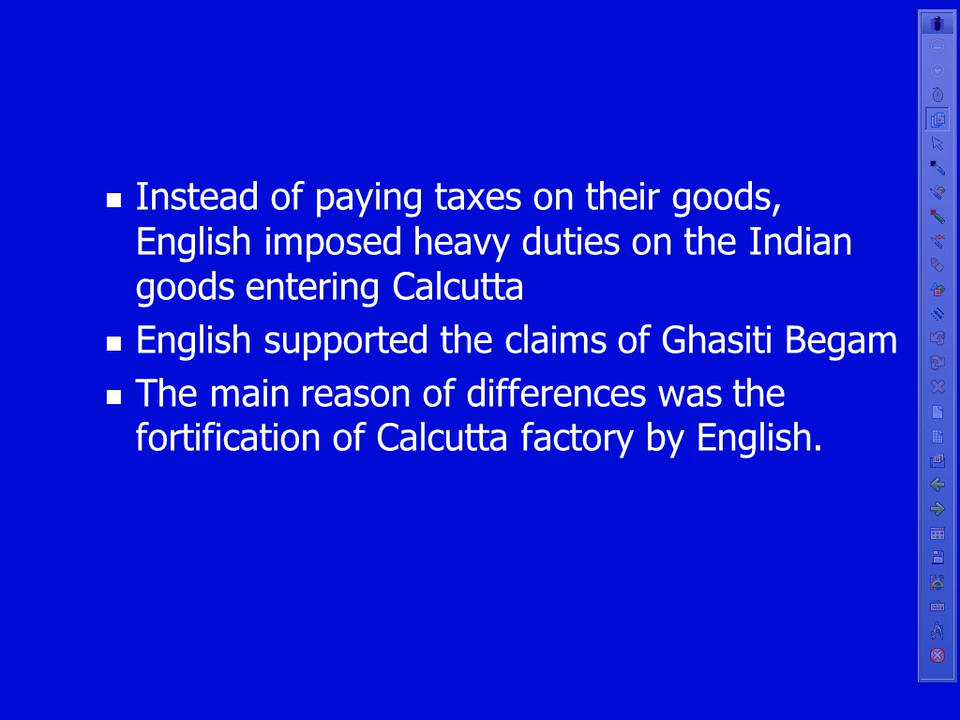 Instead of paying taxes on their goods,
English imposed heavy duties on the Indian
goods entering Calcutta
English supported the claims of Ghasiti Begam
The main reason of differences was the
fortification of Calcutta factory by English.